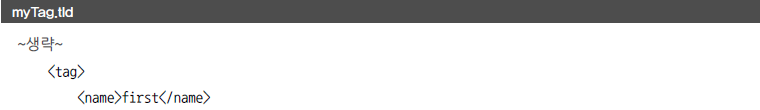 myTag.tld
~생략~
<tag>
<name>first</name>